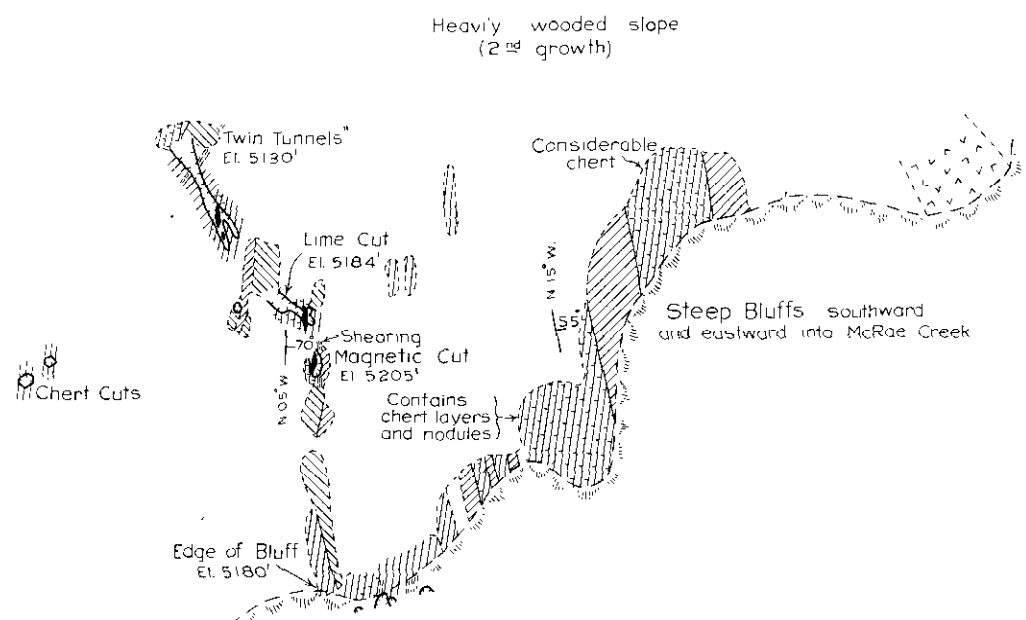 Heavily wooded slope
(2nd growth)
"Twin Tunnels"
El. 5130'
Considerable
chert
Lime Cut
El. 5184'
N 15° W.
55°
Steep Bluffs southward
and eastward into McRae Creek
Shearing
70°
Magnetic Cut
El 5205'
N 05° W
Chert Cuts
Contains
chert layers
and nodules
Edge of Bluff
El. 5180'